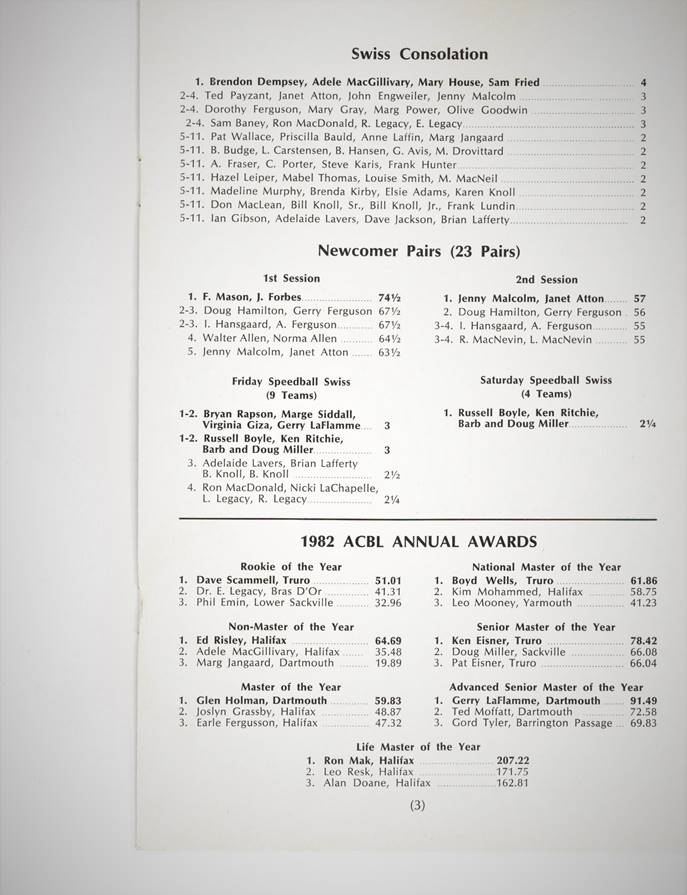 Swiss Consolation
1. Brendon Dempsey, Adele MacGillivary, Mary House, Sam Fried 4
2-4. Ted Payzant, Janet Atton, John Engweiler, Jenny Malcolm 3
2-4. Dorothy Ferguson, Mary Gray, Marg Power, Olive Goodwin 3
2-4. Sam Baney, Ron MacDonald, R. Legacy, E. Legacy 3
5-11. Pat Wallace, Priscilla Bauld, Anne Laffin, Marg Jangaard 2
5-11. B. Budge, L. Carstensen, B. Hansen, G. Avis, M. Drovittard 2
5-11. A. Fraser, C. Porter, Steve Karis, Frank Hunter 2
5-11. Hazel Leiper, Mabel Thomas, Louise Smith, M. MacNeil 2
5-11. Madeline Murphy, Brenda Kirby, Elsie Adams, Karen Knoll 2
5-11. Don MacLean, Bill Knoll, Sr., Bill Knoll, Jr., Frank Lundin 2
5-11. Ian Gibson, Adelaide Lavers, Dave Jackson, Brian Lafferty 2
Newcomer Pairs (23 Pairs)
1st Session
1. F. Mason, J. Forbes 74½
2-3. Doug Hamilton, Gerry Ferguson 67½
2-3. I. Hansgaard, A. Ferguson 67½
4. Walter Allen, Norma Allen 64½
5. Jenny Malcolm, Janet Atton 63½
2nd Session
1. Jenny Malcolm, Janet Atton 57
2. Doug Hamilton, Gerry Ferguson 56
3-4. I. Hansgaard, A. Ferguson 55
3-4. R. MacNevin, L. MacNevin 55
Friday Speedball Swiss
(9 Teams)
1-2. Bryan Rapson, Marge Siddall,
Virginia Giza, Gerry LaFlamme 3
1-2. Russell Boyle, Ken Ritchie,
Barb and Doug Miller 3
3. Adelaide Lavers, Brian Lafferty
B. Knoll, B. Knoll 2½
4. Ron MacDonald, Nicki LaChapelle,
L. Legacy, R. Legacy 2¼
Saturday Speedball Swiss
(4 Teams)
1. Russell Boyle, Ken Ritchie,
Barb and Doug Miller 2¼
1982 ACBL ANNUAL AWARDS
Rookie of the Year
1. Dave Scammell, Truro 51.01
2. Dr. E. Legacy, Bras D'Or 41.31
3. Phil Emin, Lower Sackville 32.96
National Master of the Year
1. Boyd Wells, Truro 61.86
2. Kim Mohammed, Halifax 58.75
3. Leo Mooney, Yarmouth 41.23
Non-Master of the Year
1. Ed Risley, Halifax 64.69
2. Adele MacGillivary, Halifax 35.48
3. Marg Jangaard, Dartmouth 19.89
Senior Master of the Year
1. Ken Eisner, Truro 78.42
2. Doug Miller, Sackville 66.08
3. Pat Eisner, Truro 66.04
Master of the Year
1. Glen Holman, Dartmouth 59.83
2. Joslyn Grassby, Halifax 48.87
3. Earle Fergusson, Halifax 47.32
Advanced Senior Master of the Year
1. Gerry LaFlamme, Dartmouth 91.49
2. Ted Moffatt, Dartmouth 72.58
3. Gord Tyler, Barrington Passage 69.83
Life Master of the Year
1. Ron Mak, Halifax 207.22
2. Leo Resk, Halifax 171.75
3. Alan Doane, Halifax 162.81
(3)